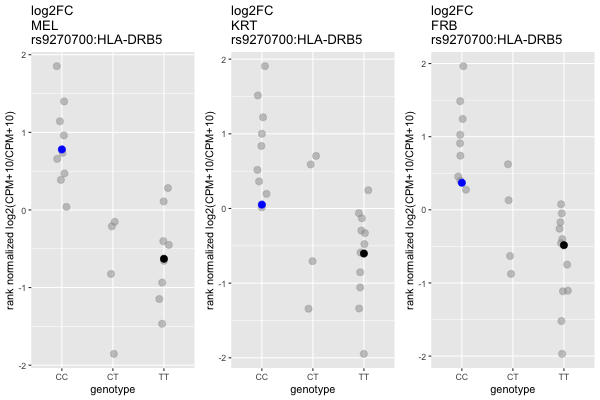 log2FC
MEL
rs9270700:HLA-DRB5
rank normalized log2(CPM+10/CPM+10)
2
1
0
-1
-2
CC CT TT
genotype
log2FC
KRT
rs9270700:HLA-DRB5
rank normalized log2(CPM+10/CPM+10)
2
1
0
-1
-2
CC CT TT
genotype
log2FC
FRB
rs9270700:HLA-DRB5
rank normalized log2(CPM+10/CPM+10)
2
1
0
-1
-2
CC CT TT
genotype